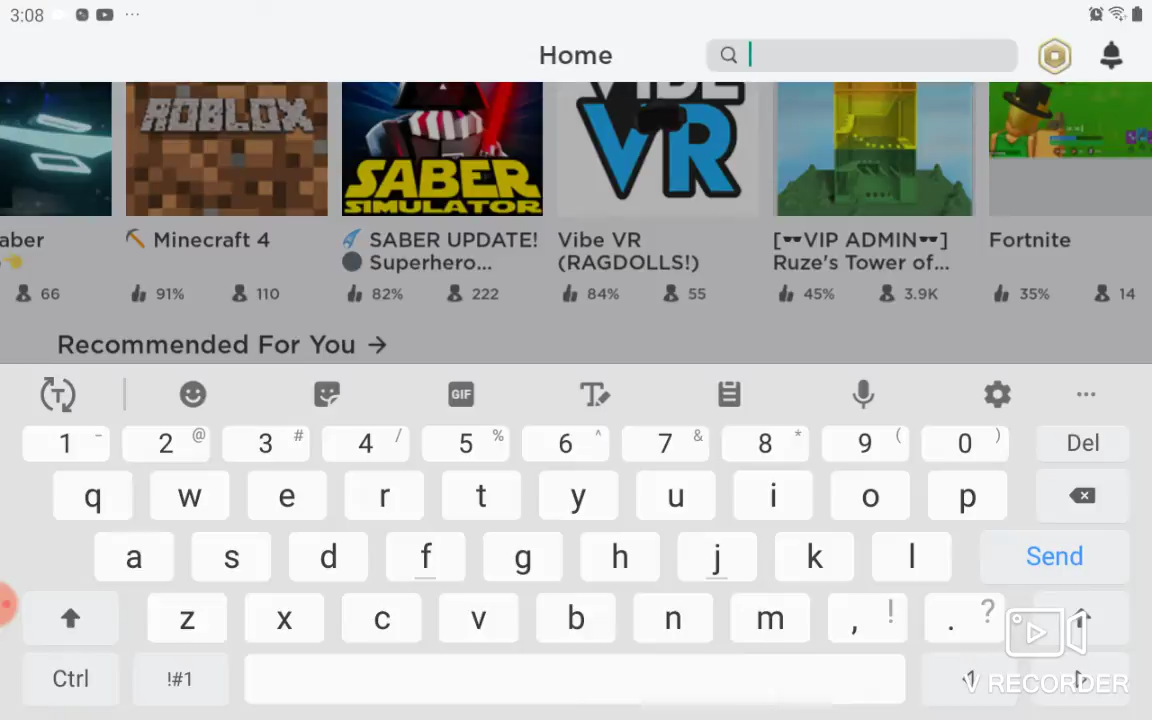 3:08 ...
Home
ROBLOX
SABER
SIMULATOR
VIBE
VR
aber
Minecraft 4
SABER UPDATE!
Superhero...
Vibe VR
(RAGDOLLS!)
[🕶VIP ADMIN🕶]
Ruze's Tower of...
Fortnite
66
91% 110
82% 222
84% 55
45% 3.9K
35% 14
Recommended For You →
T GIF T ...
1 - 2 @ 3 # 4 / 5 % 6 ^ 7 & 8 * 9 ( 0 ) Del
q w e r t y u i o p
a s d f g h j k l Send
z x c v b n m , ! . ?
Ctrl !#1
V RECORDER